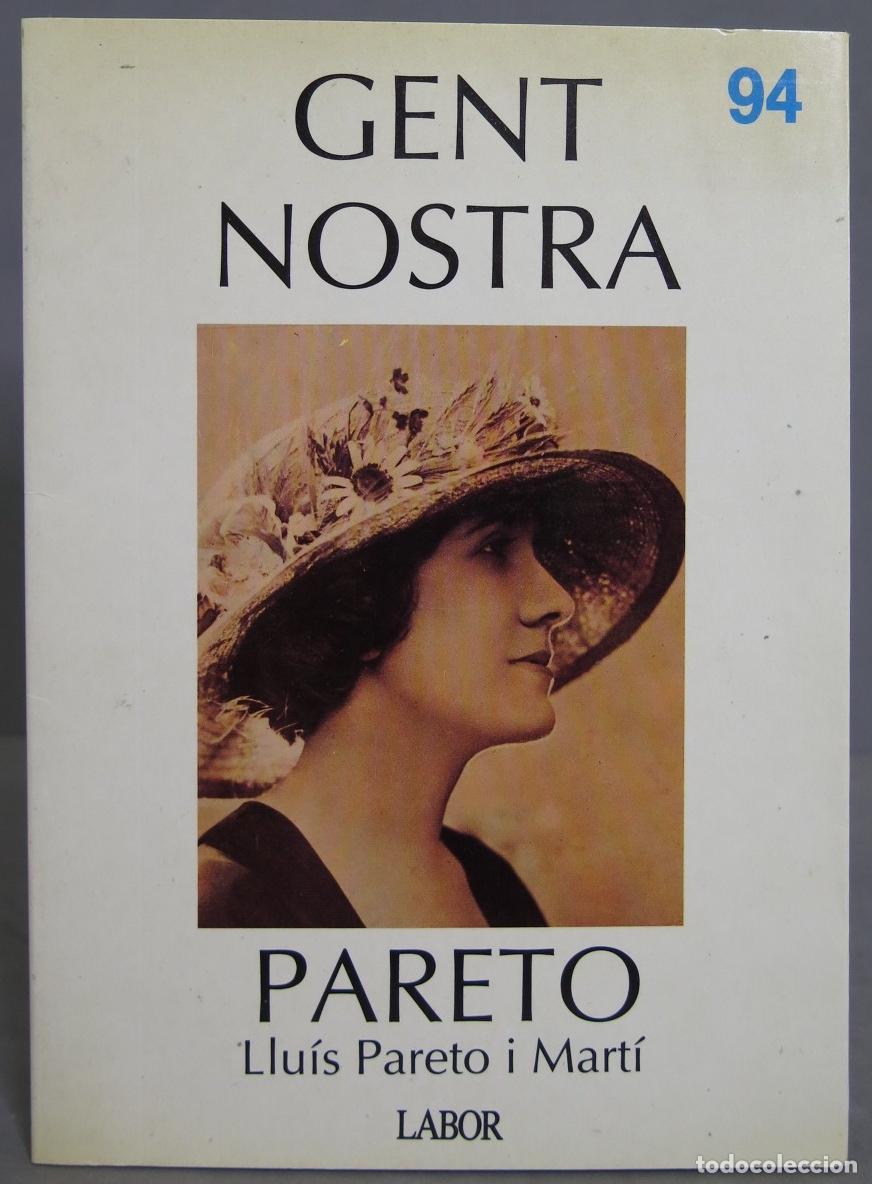 GENT
94
NOSTRA
PARETO
Lluís Pareto i Martí
LABOR
todocoleccion